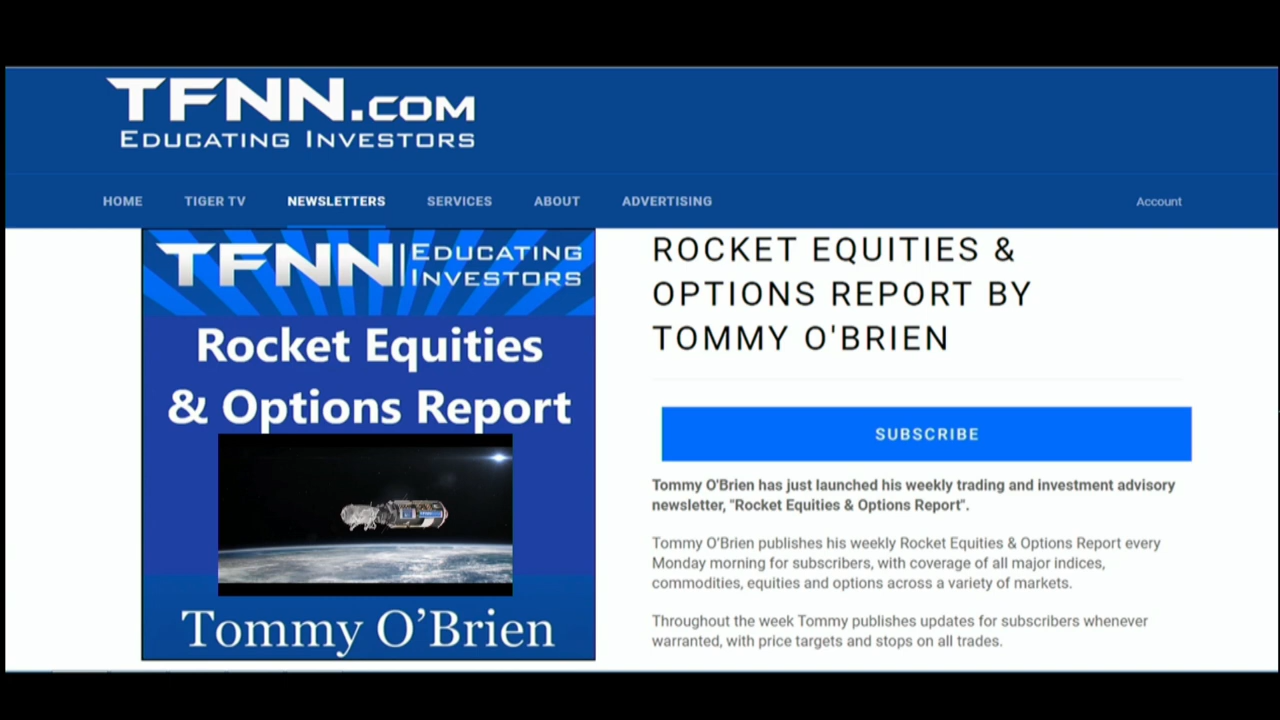 TFNN.COM
EDUCATING INVESTORS
HOME TIGER TV NEWSLETTERS SERVICES ABOUT ADVERTISING Account
TFNN EDUCATING
INVESTORS
Rocket Equities
& Options Report
Tommy O’Brien
ROCKET EQUITIES &
OPTIONS REPORT BY
TOMMY O'BRIEN
SUBSCRIBE
Tommy O'Brien has just launched his weekly trading and investment advisory
newsletter, "Rocket Equities & Options Report".
Tommy O'Brien publishes his weekly Rocket Equities & Options Report every
Monday morning for subscribers, with coverage of all major indices,
commodities, equities and options across a variety of markets.
Throughout the week Tommy publishes updates for subscribers whenever
warranted, with price targets and stops on all trades.